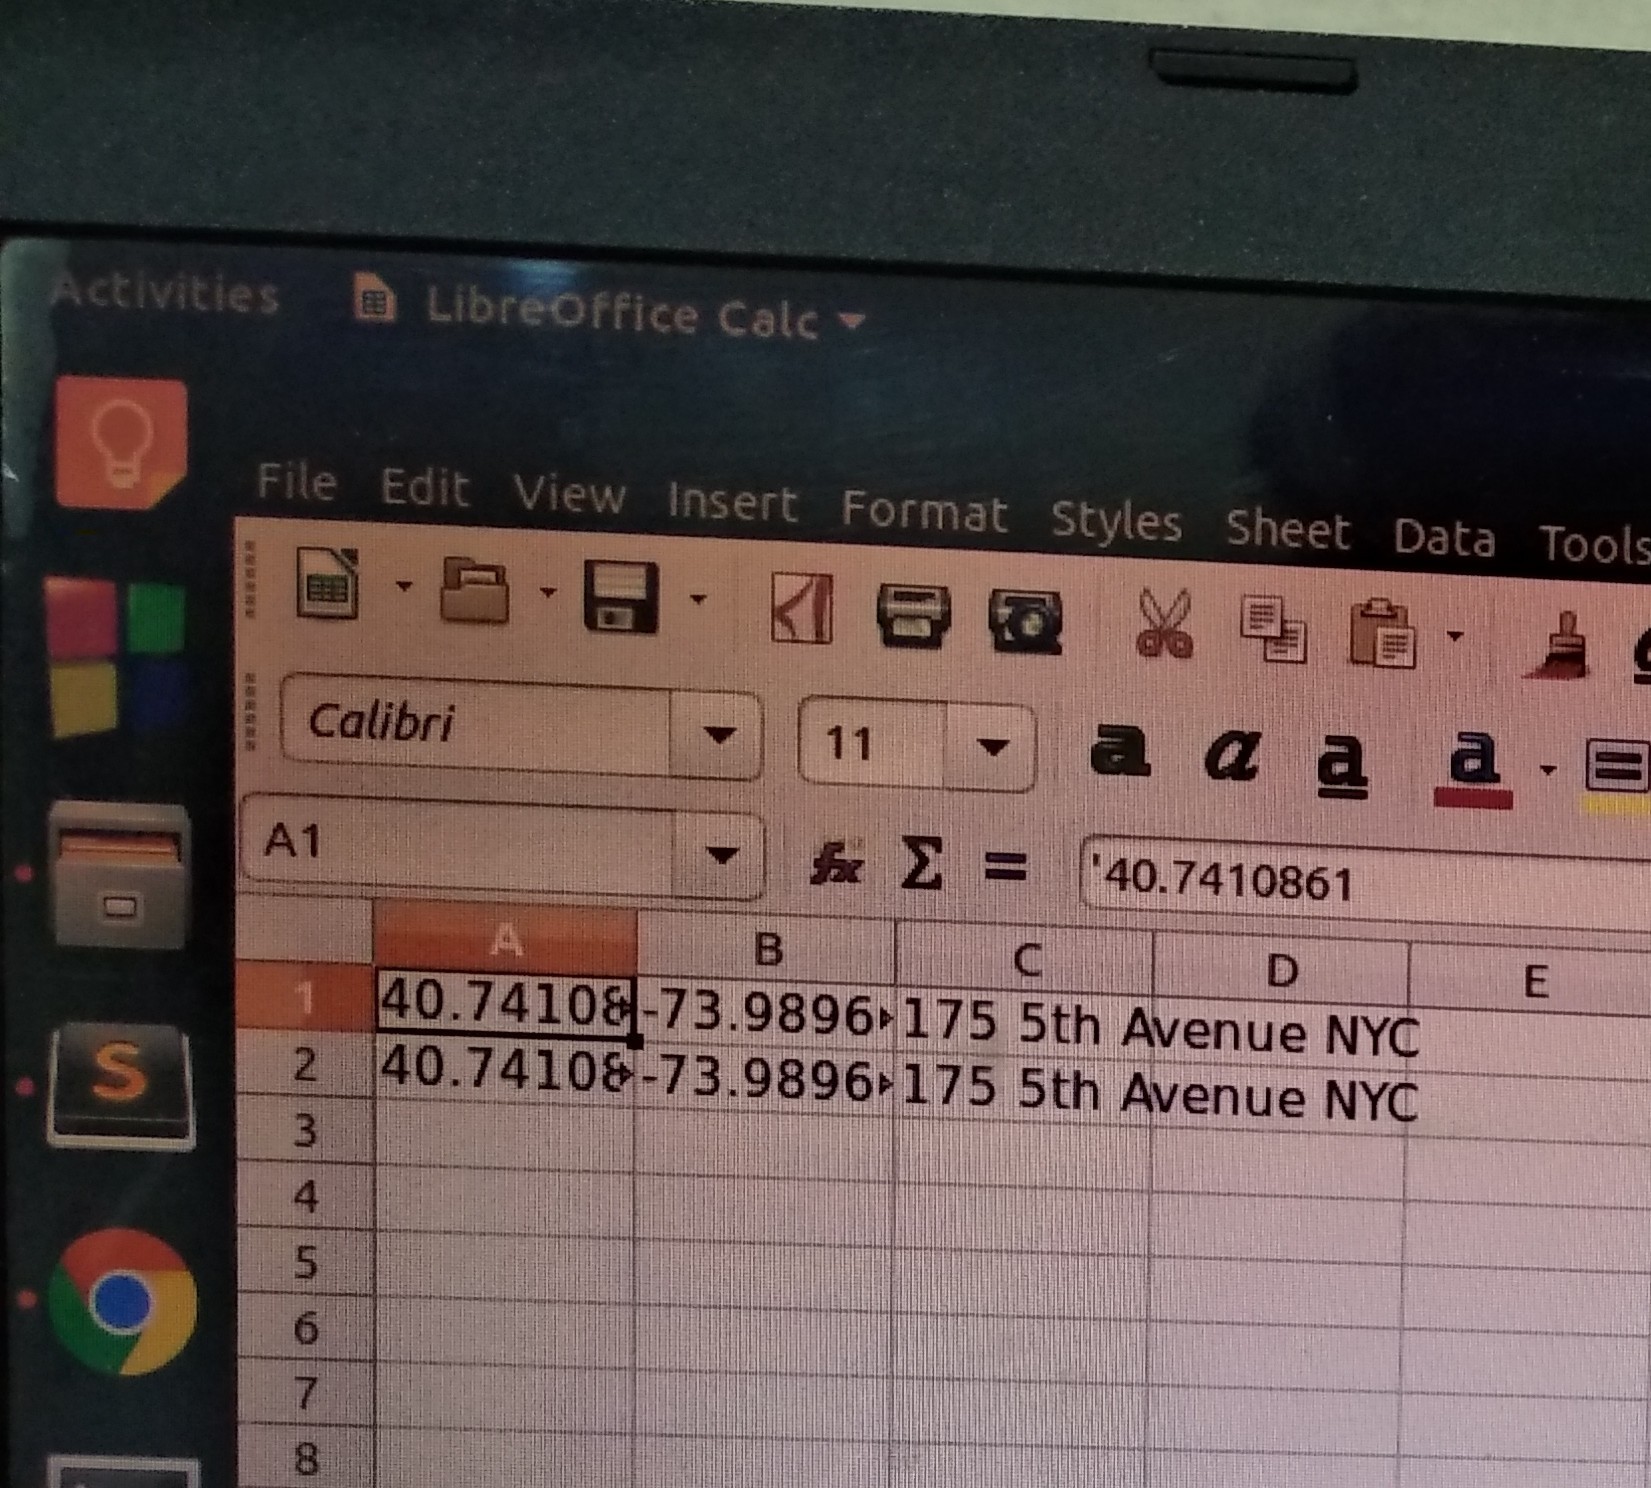 Activities LibreOffice Calc
File Edit View Insert Format Styles Sheet Data Tools
Calibri 11 a a a a
A1 fx Σ = '40.7410861
A B C D E
1 40.74108 -73.9896 175 5th Avenue NYC
2 40.74108 -73.9896 175 5th Avenue NYC
3
4
5
6
7
8